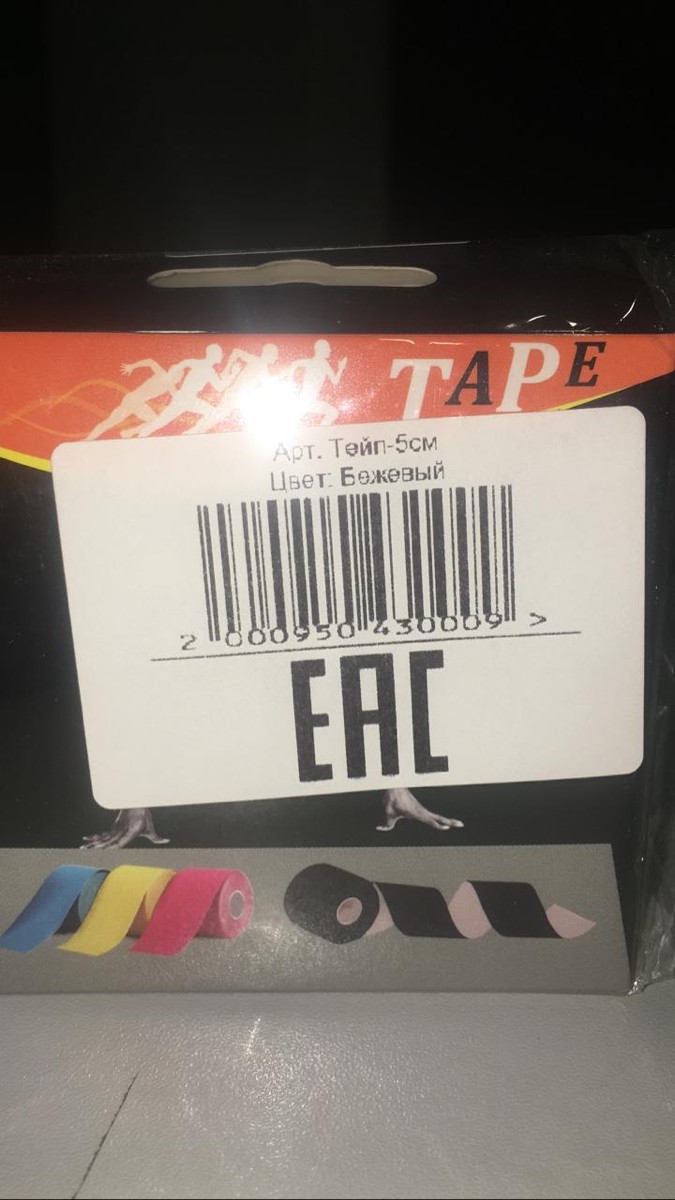 TAPE
Арт. Тейп-5см
Цвет: Бежевый
2 000950 430009 >
EAC